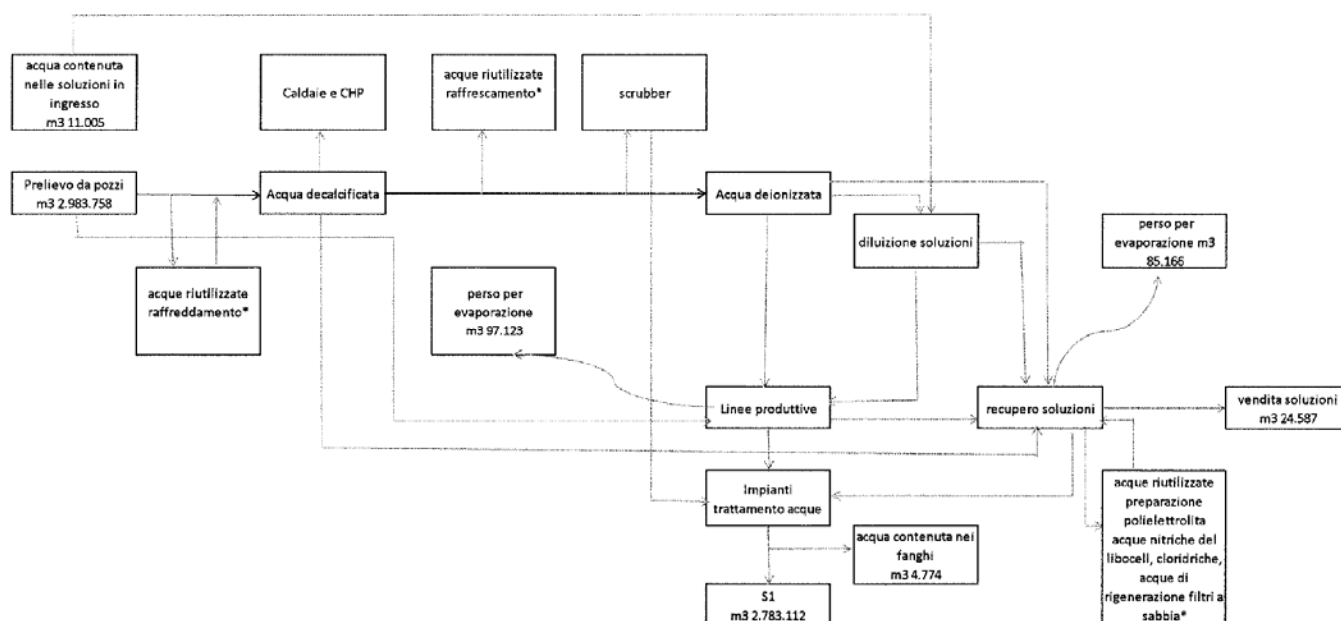 acqua contenuta
nelle soluzioni in
ingresso
m3 11.005
Caldaie e CHP
acque riutilizzate
raffrescamento*
scrubber
Prelievo da pozzi
m3 2.983.758
Acqua decalcificata
Acqua deionizzata
diluizione soluzioni
perso per
evaporazione m3
85.166
acque riutilizzate
raffreddamento*
perso per
evaporazione
m3 97.123
Linee produttive
recupero soluzioni
vendita soluzioni
m3 24.587
Impianti
trattamento acque
acque riutilizzate
preparazione
polielettrolita
acque nitriche del
libocell, cloridriche,
acque di
rigenerazione filtri a
sabbia*
acqua contenuta nei
fanghi
m3 4.774
S1
m3 2.783.112